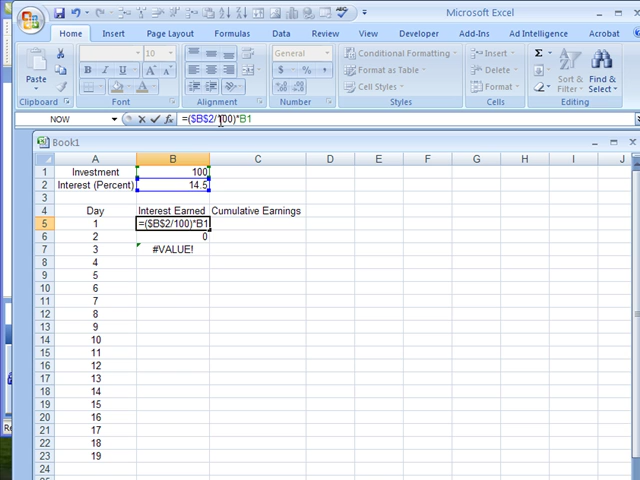 Microsoft Excel
Home Insert Page Layout Formulas Data Review View Developer Add-Ins Ad Intelligence Acrobat
Paste
10
B I U
General
$ % ,
Conditional Formatting
Format as Table
Cell Styles
Insert
Delete
Format
Σ
Sort & Filter
Find & Select
Clipboard Font Alignment Number Styles Cells Editing
NOW fx =($B$2/100)*B1
Book1
A B C D E F G H I J
1 Investment 100
2 Interest (Percent) 14.5
3
4 Day Interest Earned Cumulative Earnings
5 1 =($B$2/100)*B1
6 2 0
7 3 #VALUE!
8 4
9 5
10 6
11 7
12 8
13 9
14 10
15 11
16 12
17 13
18 14
19 15
20 16
21 17
22 18
23 19
24